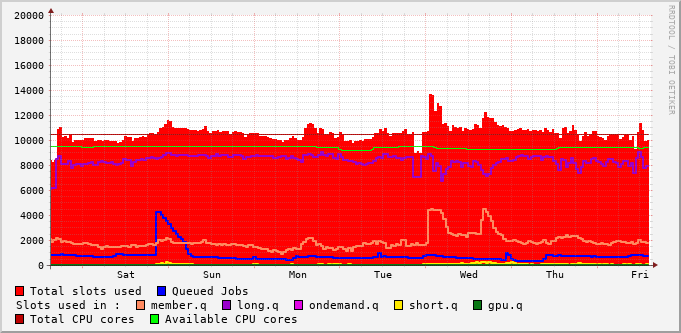 20000
18000
16000
14000
12000
10000
8000
6000
4000
2000
0
Sat Sun Mon Tue Wed Thu Fri
Total slots used Queued Jobs
Slots used in : member.q long.q ondemand.q short.q gpu.q
Total CPU cores Available CPU cores
RRDTOOL / TOBI OETIKER